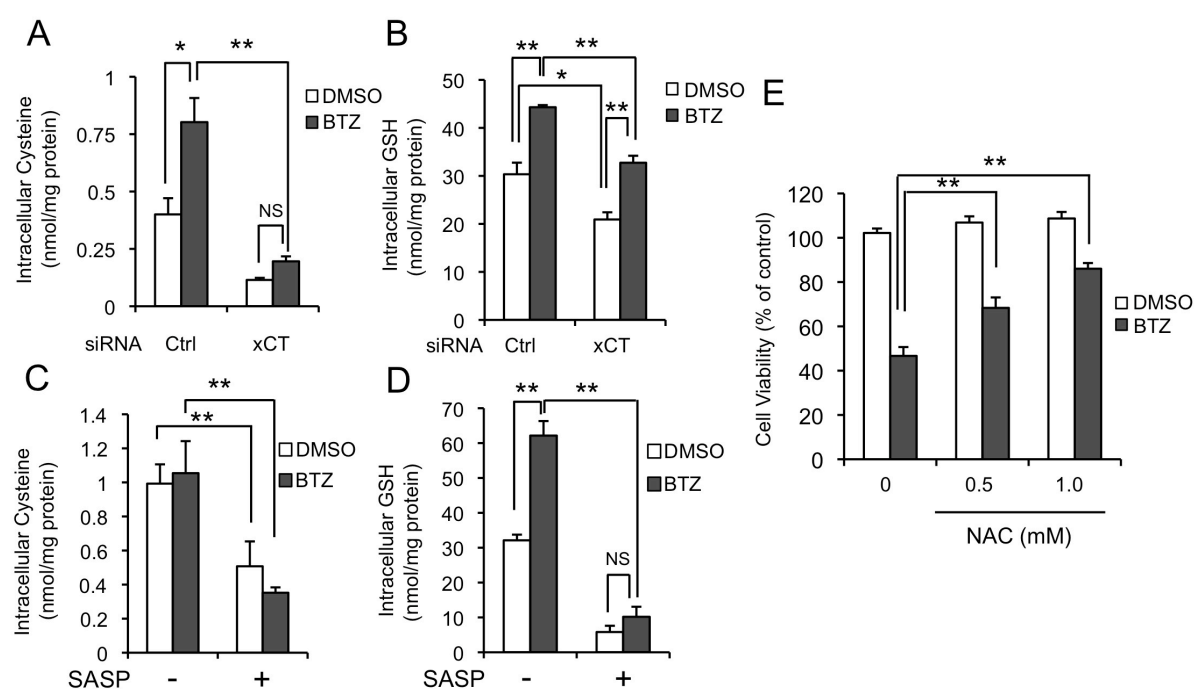 A
* **
1
0.75
0.5
0.25
0
Intracellular Cysteine
(nmol/mg protein)
NS
DMSO
BTZ
siRNA Ctrl xCT
B
** **
*
**
50
40
30
20
10
0
Intracellular GSH
(nmol/mg protein)
DMSO
BTZ
siRNA Ctrl xCT
C
**
**
1.4
1.2
1
0.8
0.6
0.4
0.2
0
Intracellular Cysteine
(nmol/mg protein)
DMSO
BTZ
SASP - +
D
** **
70
60
50
40
30
20
10
0
Intracellular GSH
(nmol/mg protein)
NS
DMSO
BTZ
SASP - +
E
**
**
120
100
80
60
40
20
0
Cell Viability (% of control)
DMSO
BTZ
0 0.5 1.0
NAC (mM)